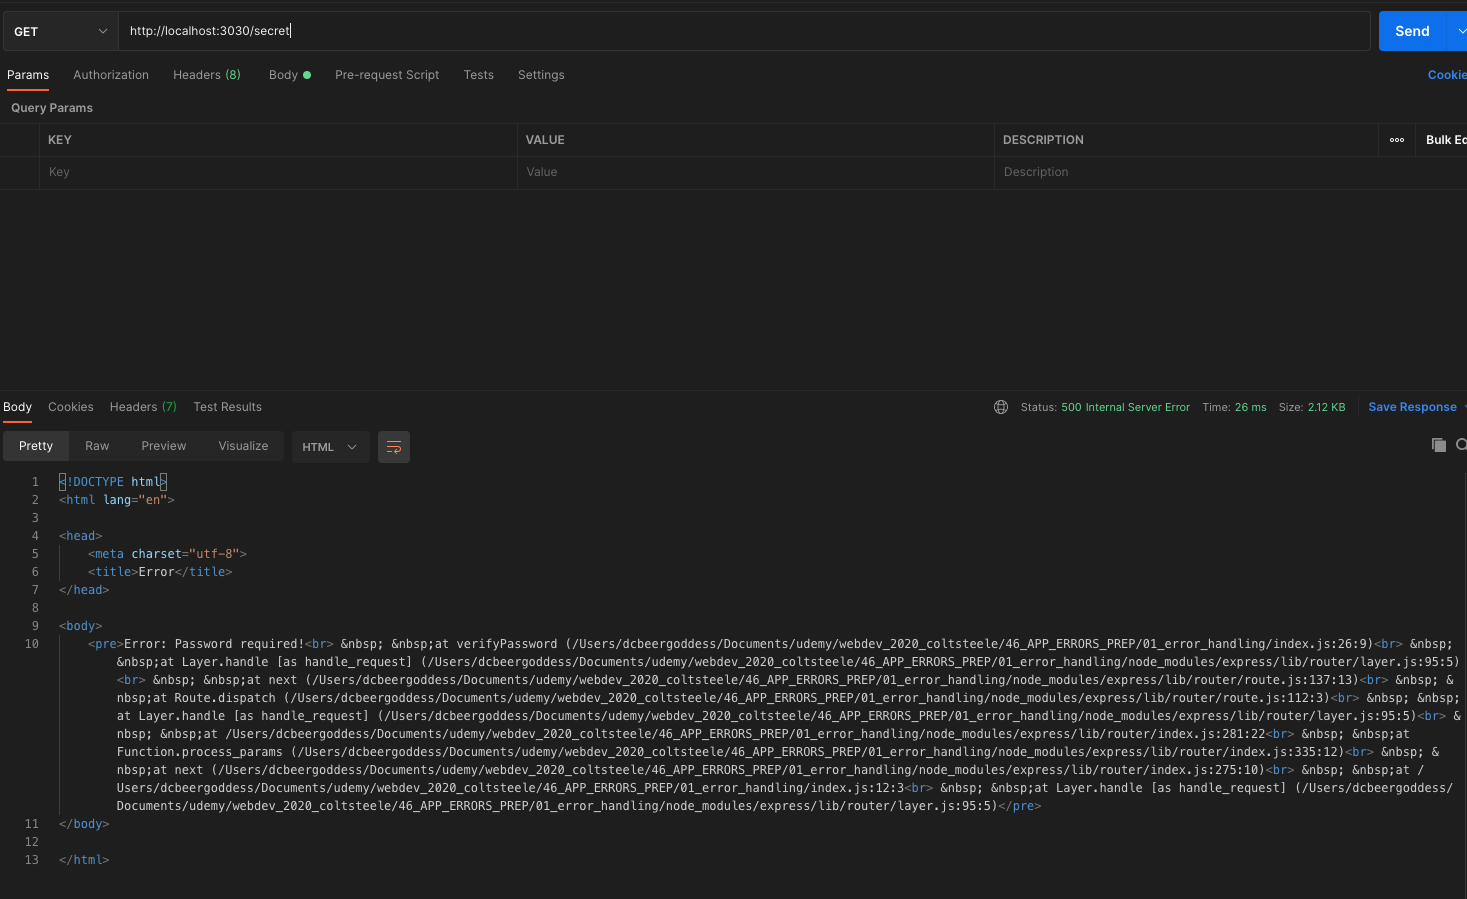 GET http://localhost:3030/secret Send
Params Authorization Headers (8) Body Pre-request Script Tests Settings Cookie
Query Params
KEY VALUE DESCRIPTION ooo Bulk Ed
Key Value Description
Body Cookies Headers (7) Test Results Status: 500 Internal Server Error Time: 26 ms Size: 2.12 KB Save Response
Pretty Raw Preview Visualize HTML
1 <!DOCTYPE html>
2 <html lang="en">
3
4 <head>
5 <meta charset="utf-8">
6 <title>Error</title>
7 </head>
8
9 <body>
10 <pre>Error: Password required!<br> &nbsp; &nbsp;at verifyPassword (/Users/dcbeergoddess/Documents/udemy/webdev_2020_coltsteele/46_APP_ERRORS_PREP/01_error_handling/index.js:26:9)<br> &nbsp;
&nbsp;at Layer.handle [as handle_request] (/Users/dcbeergoddess/Documents/udemy/webdev_2020_coltsteele/46_APP_ERRORS_PREP/01_error_handling/node_modules/express/lib/router/layer.js:95:5)
<br> &nbsp; &nbsp;at next (/Users/dcbeergoddess/Documents/udemy/webdev_2020_coltsteele/46_APP_ERRORS_PREP/01_error_handling/node_modules/express/lib/router/route.js:137:13)<br> &nbsp; &
nbsp;at Route.dispatch (/Users/dcbeergoddess/Documents/udemy/webdev_2020_coltsteele/46_APP_ERRORS_PREP/01_error_handling/node_modules/express/lib/router/route.js:112:3)<br> &nbsp; &nbsp;
at Layer.handle [as handle_request] (/Users/dcbeergoddess/Documents/udemy/webdev_2020_coltsteele/46_APP_ERRORS_PREP/01_error_handling/node_modules/express/lib/router/layer.js:95:5)<br> &
nbsp; &nbsp;at /Users/dcbeergoddess/Documents/udemy/webdev_2020_coltsteele/46_APP_ERRORS_PREP/01_error_handling/node_modules/express/lib/router/index.js:281:22<br> &nbsp; &nbsp;at
Function.process_params (/Users/dcbeergoddess/Documents/udemy/webdev_2020_coltsteele/46_APP_ERRORS_PREP/01_error_handling/node_modules/express/lib/router/index.js:335:12)<br> &nbsp; &
nbsp;at next (/Users/dcbeergoddess/Documents/udemy/webdev_2020_coltsteele/46_APP_ERRORS_PREP/01_error_handling/node_modules/express/lib/router/index.js:275:10)<br> &nbsp; &nbsp;at /
Users/dcbeergoddess/Documents/udemy/webdev_2020_coltsteele/46_APP_ERRORS_PREP/01_error_handling/index.js:12:3<br> &nbsp; &nbsp;at Layer.handle [as handle_request] (/Users/dcbeergoddess/
Documents/udemy/webdev_2020_coltsteele/46_APP_ERRORS_PREP/01_error_handling/node_modules/express/lib/router/layer.js:95:5)</pre>
11 </body>
12
13 </html>